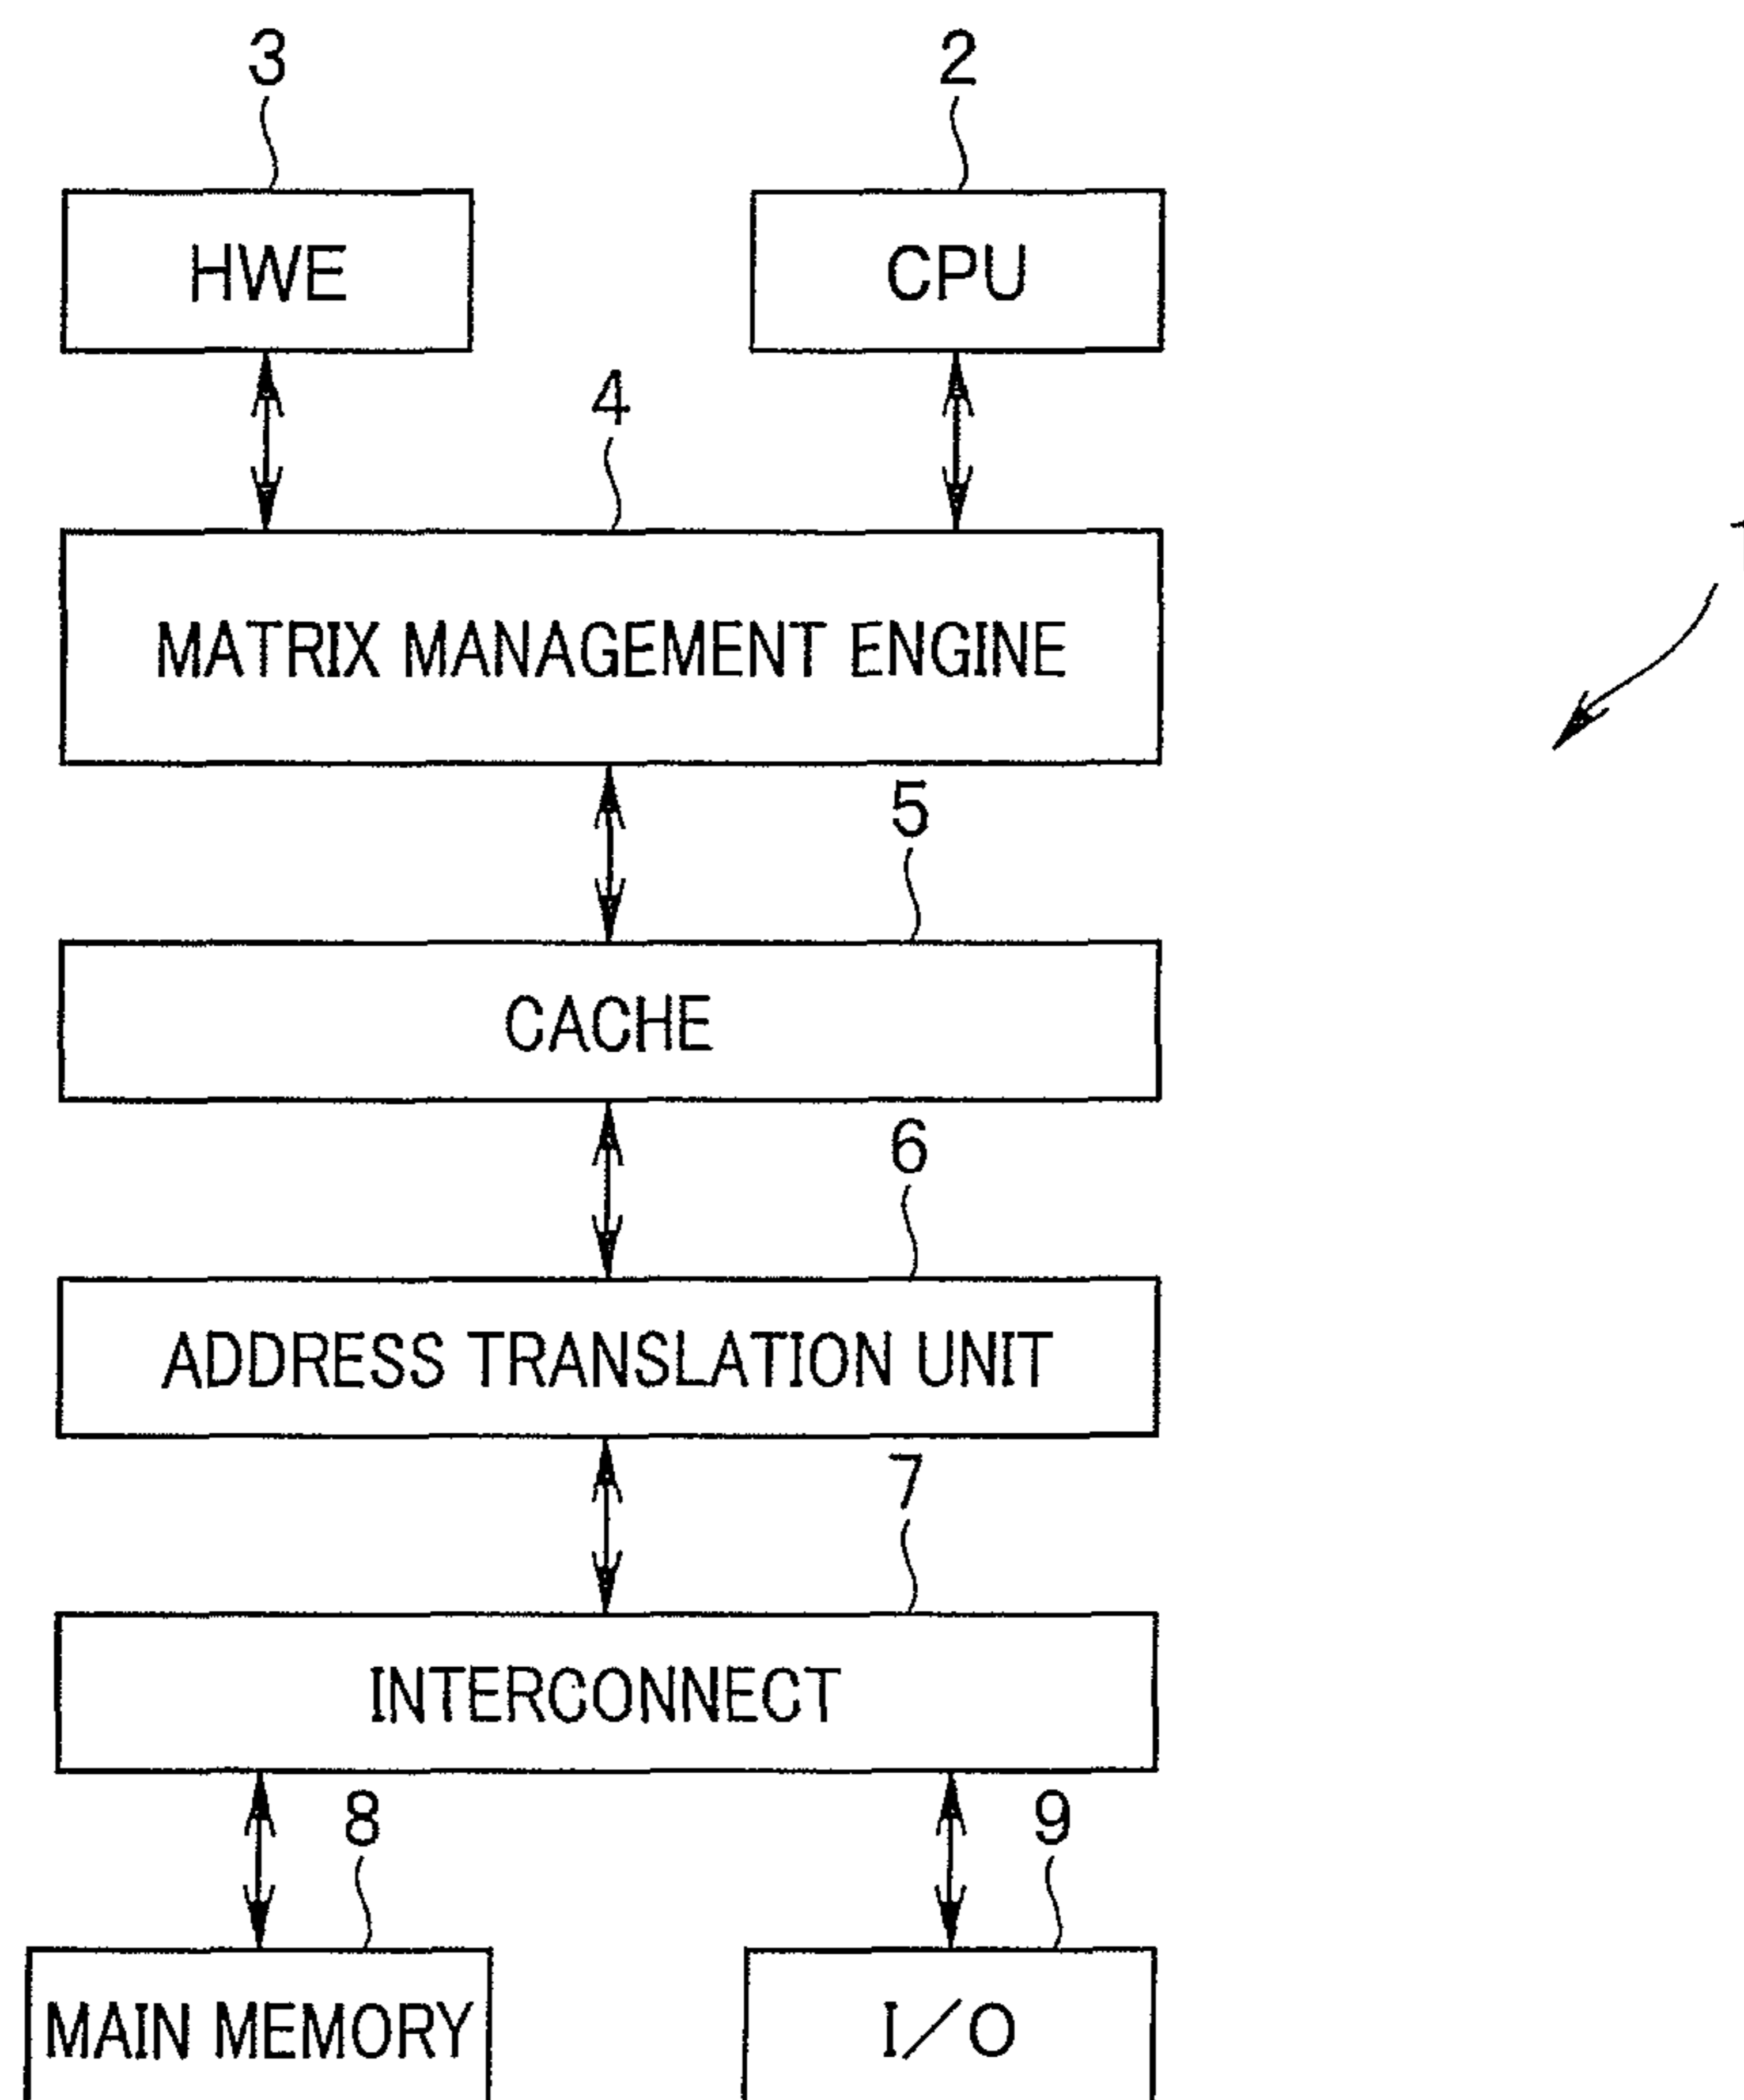 3
2
HWE
CPU
4
1
MATRIX MANAGEMENT ENGINE
5
CACHE
6
ADDRESS TRANSLATION UNIT
7
INTERCONNECT
8
9
MAIN MEMORY
I/O